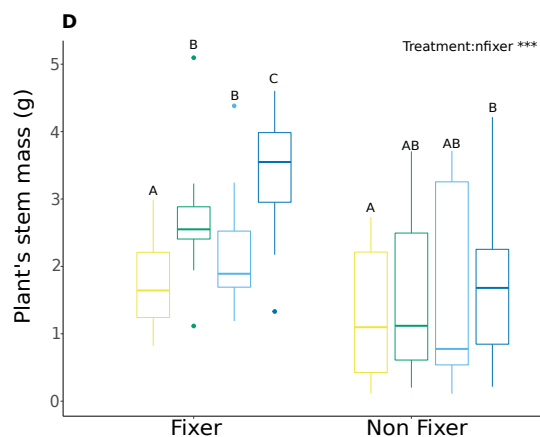 D
Treatment:nfixer ***
Plant's stem mass (g)
5
4
3
2
1
0
A
B
B
C
A
AB
AB
B
Fixer
Non Fixer